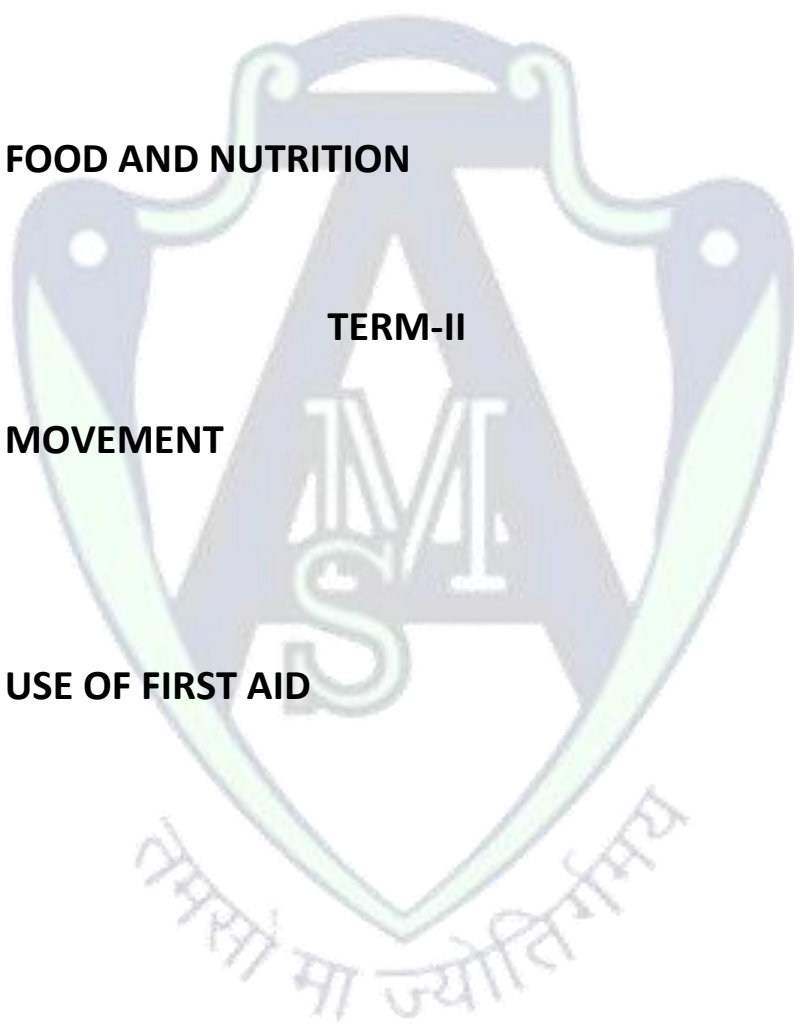 FOOD AND NUTRITION
TERM-II
MOVEMENT
A
M
S
USE OF FIRST AID
तमसो मा ज्योतिर्गमय